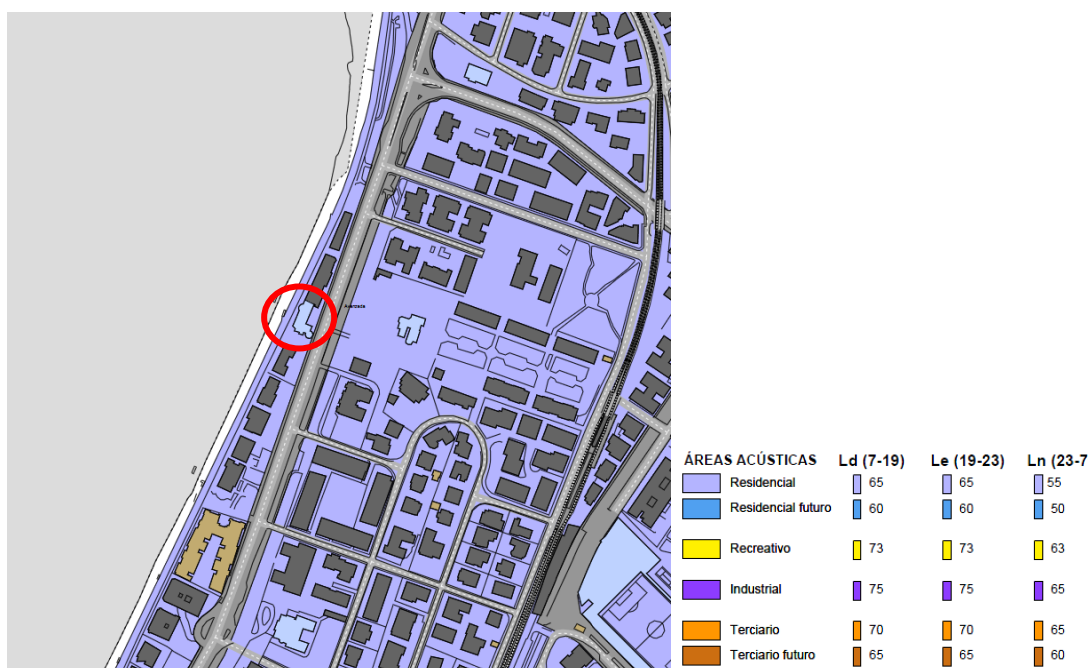 Avanzada
ÁREAS ACÚSTICAS Ld (7-19) Le (19-23) Ln (23-7
Residencial 65 65 55
Residencial futuro 60 60 50
Recreativo 73 73 63
Industrial 75 75 65
Terciario 70 70 65
Terciario futuro 65 65 60